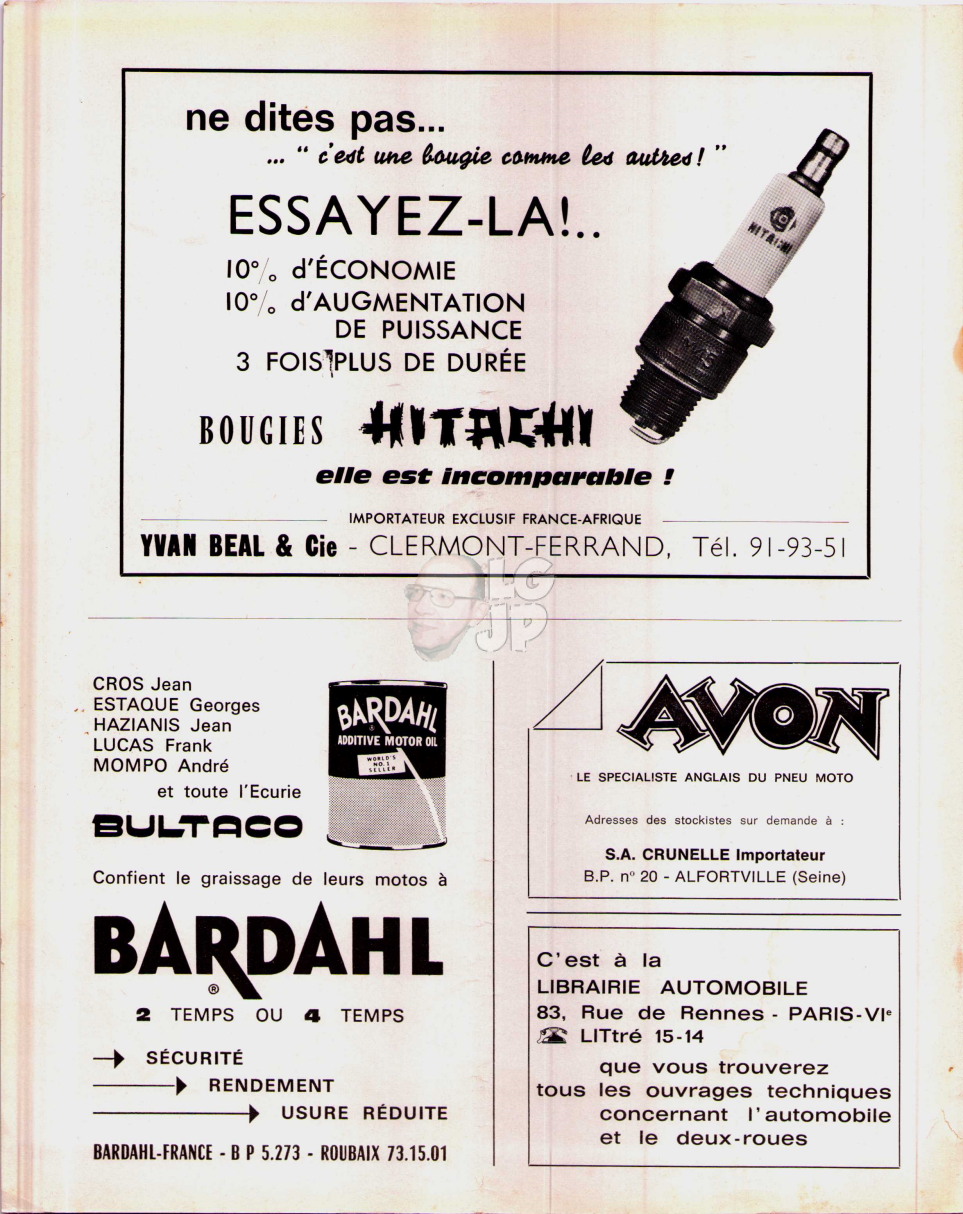 ne dites pas...
... " c'est une bougie comme les autres! "
ESSAYEZ-LA!..
10% d'ÉCONOMIE
10% d'AUGMENTATION
DE PUISSANCE
3 FOIS PLUS DE DURÉE
HITACHI
BOUGIES HITACHI
elle est incomparable !
IMPORTATEUR EXCLUSIF FRANCE-AFRIQUE
YVAN BEAL & Cie - CLERMONT-FERRAND, Tél. 91-93-51
LG
JP
CROS Jean
ESTAQUE Georges
HAZIANIS Jean
LUCAS Frank
MOMPO André
et toute l'Ecurie
BULTACO
BARDAHL
®
ADDITIVE MOTOR OIL
WORLD'S
NO. 1
SELLER
Confient le graissage de leurs motos à
BARDAHL
®
2 TEMPS OU 4 TEMPS
SÉCURITÉ
RENDEMENT
USURE RÉDUITE
BARDAHL-FRANCE - B P 5.273 - ROUBAIX 73.15.01
AVON
LE SPECIALISTE ANGLAIS DU PNEU MOTO
Adresses des stockistes sur demande à :
S.A. CRUNELLE Importateur
B.P. nº 20 - ALFORTVILLE (Seine)
C'est à la
LIBRAIRIE AUTOMOBILE
83, Rue de Rennes - PARIS-VIe
☎ LITtré 15-14
que vous trouverez
tous les ouvrages techniques
concernant l'automobile
et le deux-roues